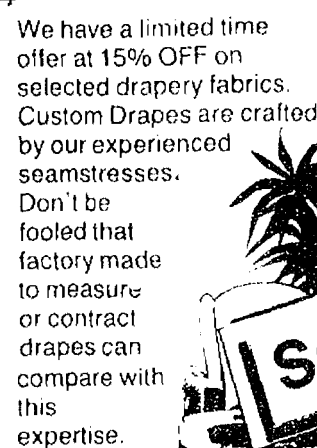 We have a limited time
offer at 15% OFF on
selected drapery fabrics.
Custom Drapes are crafted
by our experienced
seamstresses.
Don't be
fooled that
factory made
to measure
or contract
drapes can
compare with
this
expertise.